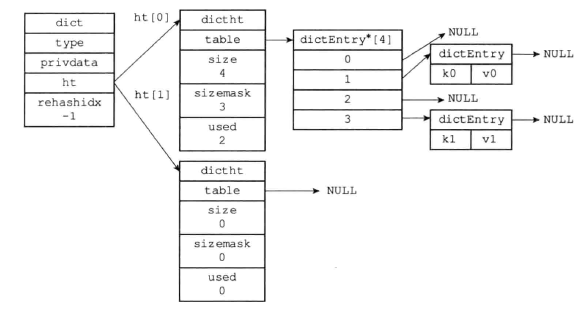 dict
type
privdata
ht
rehashidx
-1
ht[0]
ht[1]
dictht
table
size
4
sizemask
3
used
2
dictEntry*[4]
0
1
2
3
NULL
dictEntry
k0 v0
NULL
NULL
dictEntry
k1 v1
NULL
dictht
table
NULL
size
0
sizemask
0
used
0